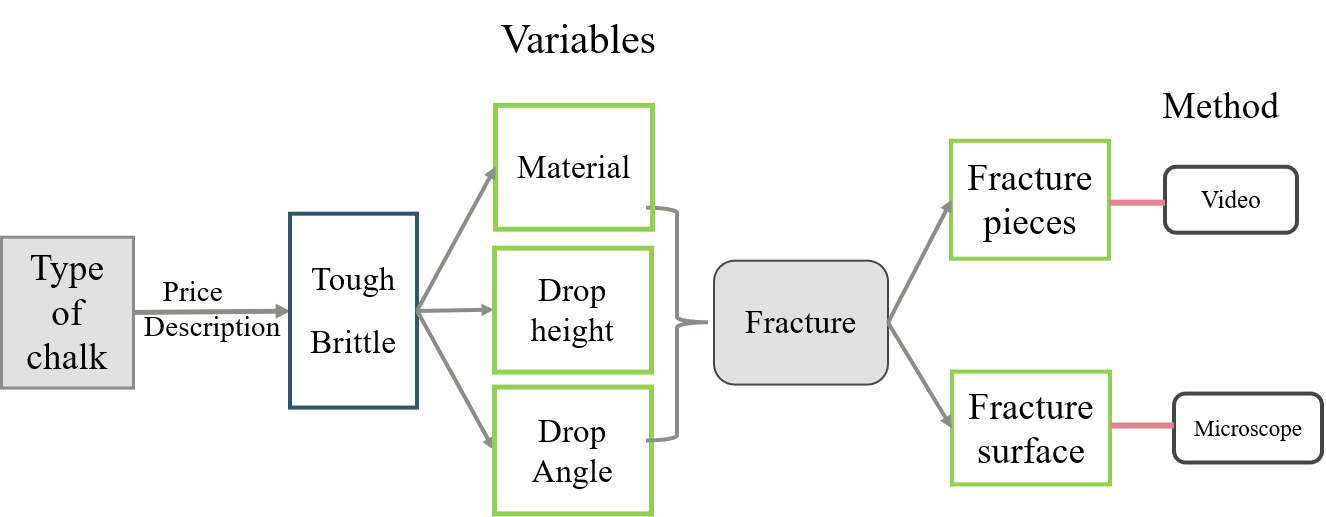 Variables
Method
Type
of
chalk
Price
Description
Tough
Brittle
Material
Drop
height
Drop
Angle
Fracture
Fracture
pieces
Video
Fracture
surface
Microscope